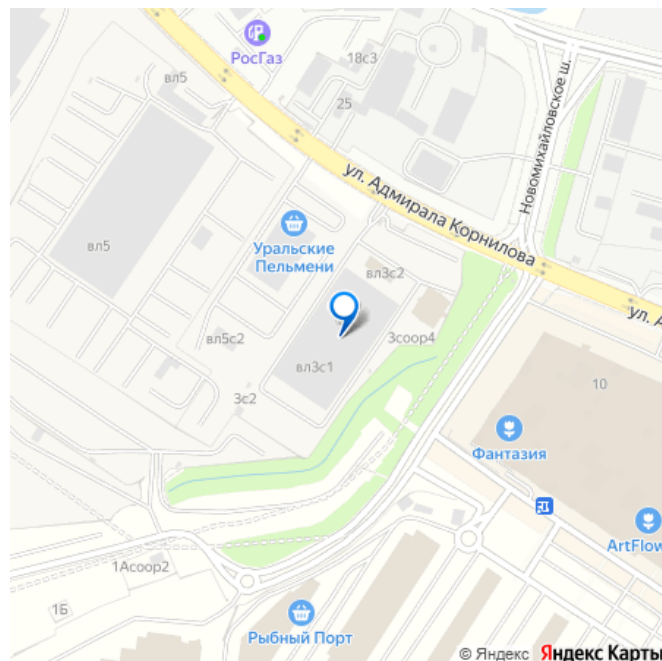 РосГаз
18с3
вл5
25
Новомихайловское ш.
ул. Адмирала Корнилова
вл5
Уральские
Пельмени
вл3с2
ул. А
вл5с2
3соор4
вл3с1
10
3с2
Фантазия
ArtFlow
1Асоор2
1Б
Рыбный Порт
© Яндекс Яндекс Карты